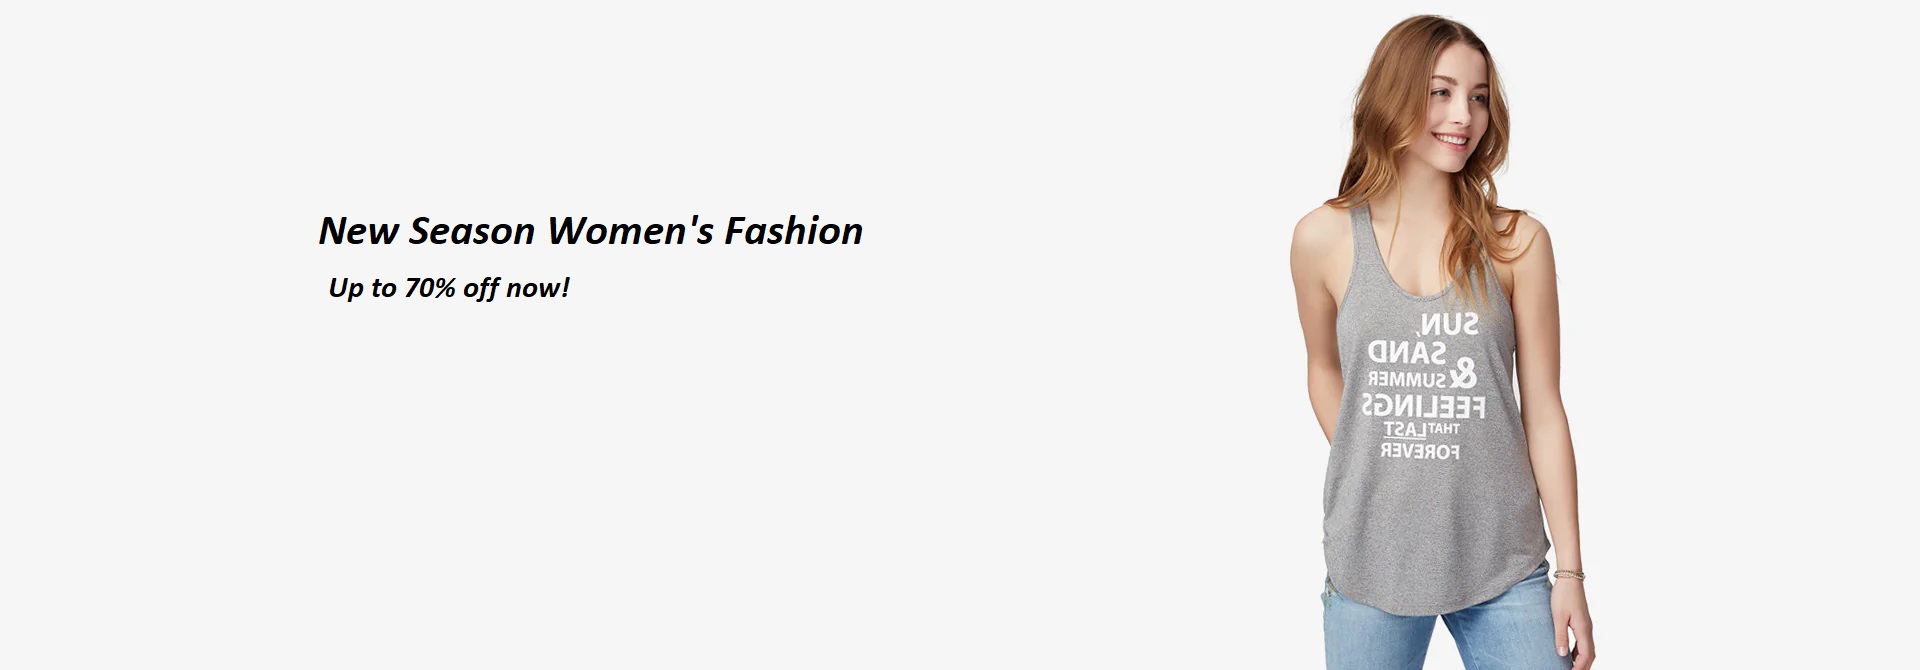 New Season Women's Fashion
Up to 70% off now!
SUN,
SAND
& SUMMER
FEELINGS
THAT LAST
FOREVER